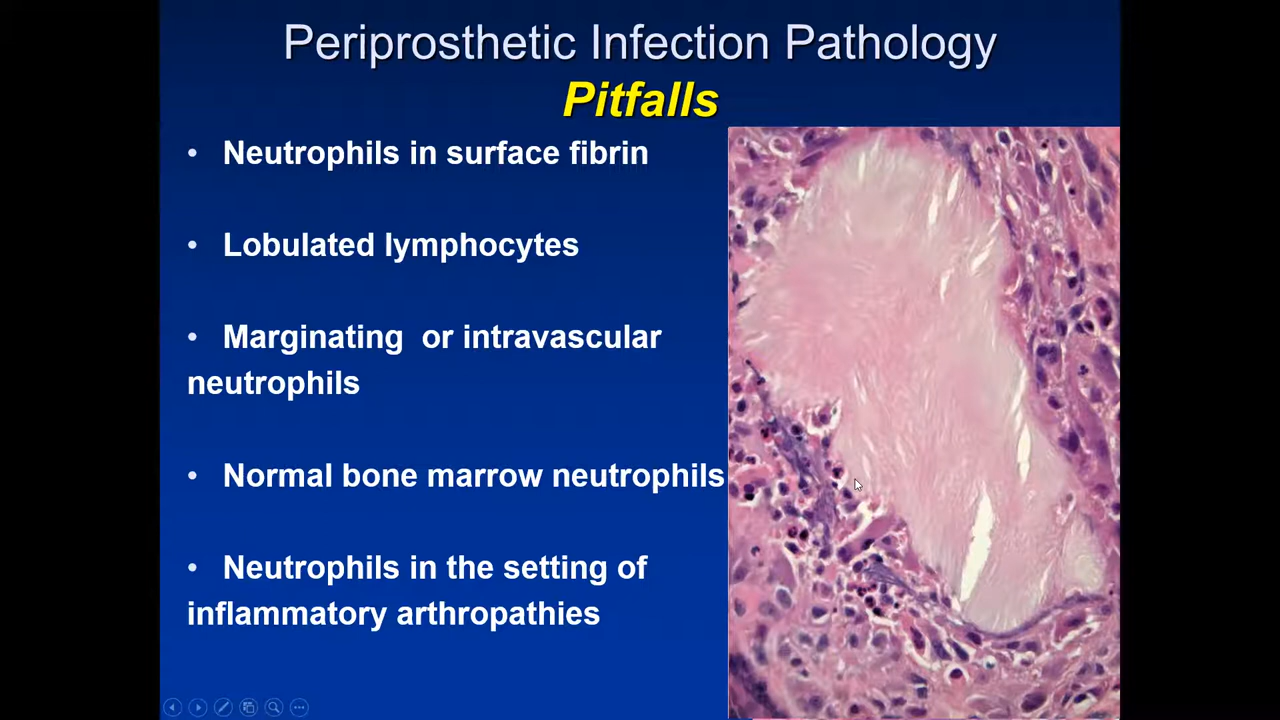 Periprosthetic Infection Pathology
Pitfalls
• Neutrophils in surface fibrin
• Lobulated lymphocytes
• Marginating or intravascular
neutrophils
• Normal bone marrow neutrophils
• Neutrophils in the setting of
inflammatory arthropathies